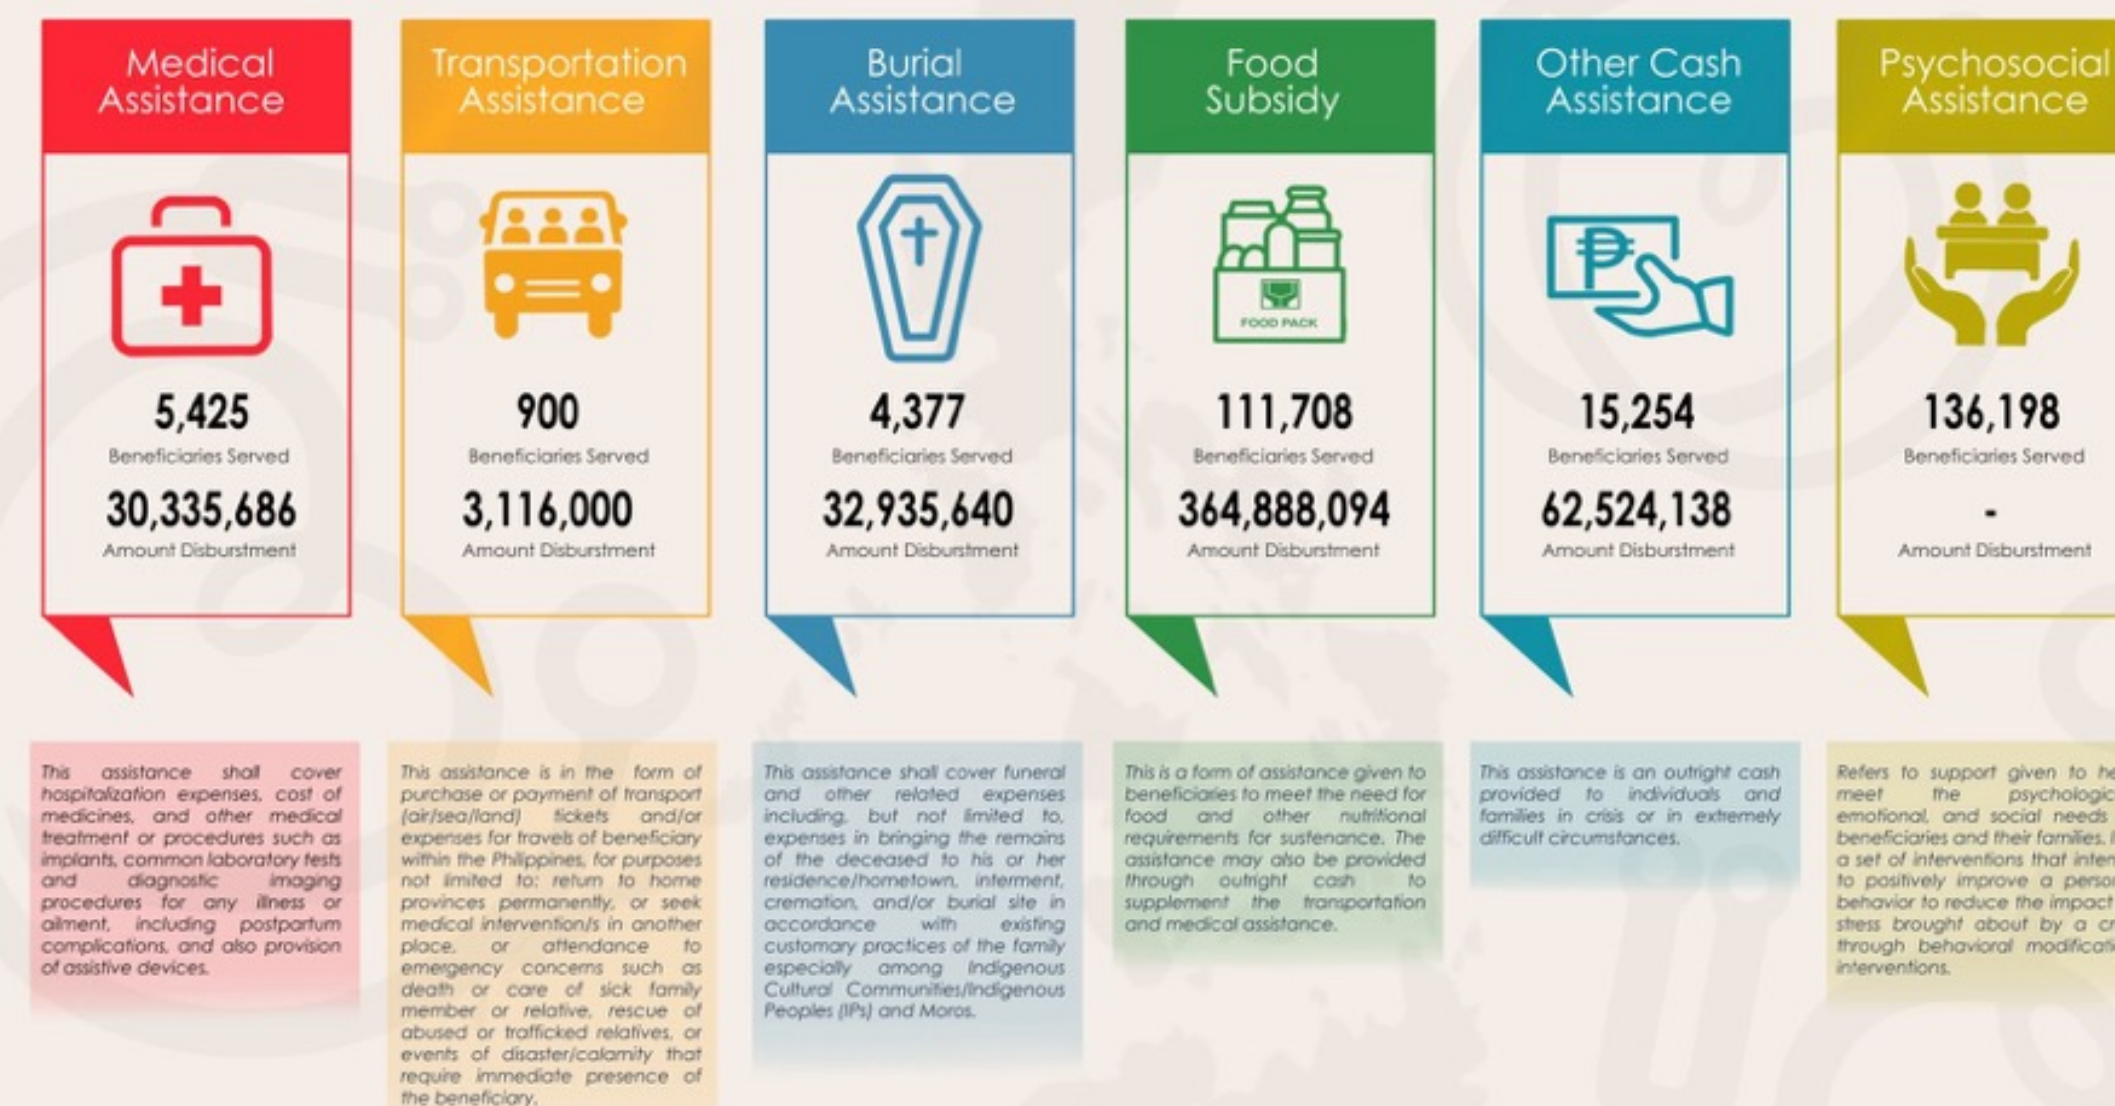 Medical
Assistance
5,425
Beneficiaries Served
30,335,686
Amount Disburstment
This assistance shall cover
hospitalization expenses, cost of
medicines, and other medical
treatment or procedures such as
implants, common laboratory tests
and diagnostic imaging
procedures for any illness or
ailment, including postpartum
complications, and also provision
of assistive devices.
Transportation
Assistance
900
Beneficiaries Served
3,116,000
Amount Disburstment
This assistance is in the form of
purchase or payment of transport
(air/sea/land) tickets and/or
expenses for travels of beneficiary
within the Philippines, for purposes
not limited to: return to home
provinces permanently, or seek
medical intervention/s in another
place, or attendance to
emergency concerns such as
death or care of sick family
member or relative, rescue of
abused or trafficked relatives, or
events of disaster/calamity that
require immediate presence of
the beneficiary.
Burial
Assistance
4,377
Beneficiaries Served
32,935,640
Amount Disburstment
This assistance shall cover funeral
and other related expenses
including, but not limited to,
expenses in bringing the remains
of the deceased to his or her
residence/hometown, interment,
cremation, and/or burial site in
accordance with existing
customary practices of the family
especially among Indigenous
Cultural Communities/Indigenous
Peoples (IPs) and Moros.
Food
Subsidy
FOOD PACK
111,708
Beneficiaries Served
364,888,094
Amount Disburstment
This is a form of assistance given to
beneficiaries to meet the need for
food and other nutritional
requirements for sustenance. The
assistance may also be provided
through outright cash to
supplement the transportation
and medical assistance.
Other Cash
Assistance
₱
15,254
Beneficiaries Served
62,524,138
Amount Disburstment
This assistance is an outright cash
provided to individuals and
families in crisis or in extremely
difficult circumstances.
Psychosocial
Assistance
136,198
Beneficiaries Served
-
Amount Disburstment
Refers to support given to
meet the
emotional, and social needs
beneficiaries and their families.
a set of interventions that
to positively improve a
behavior to reduce the impact
stress brought about by a
through behavioral
interventions.